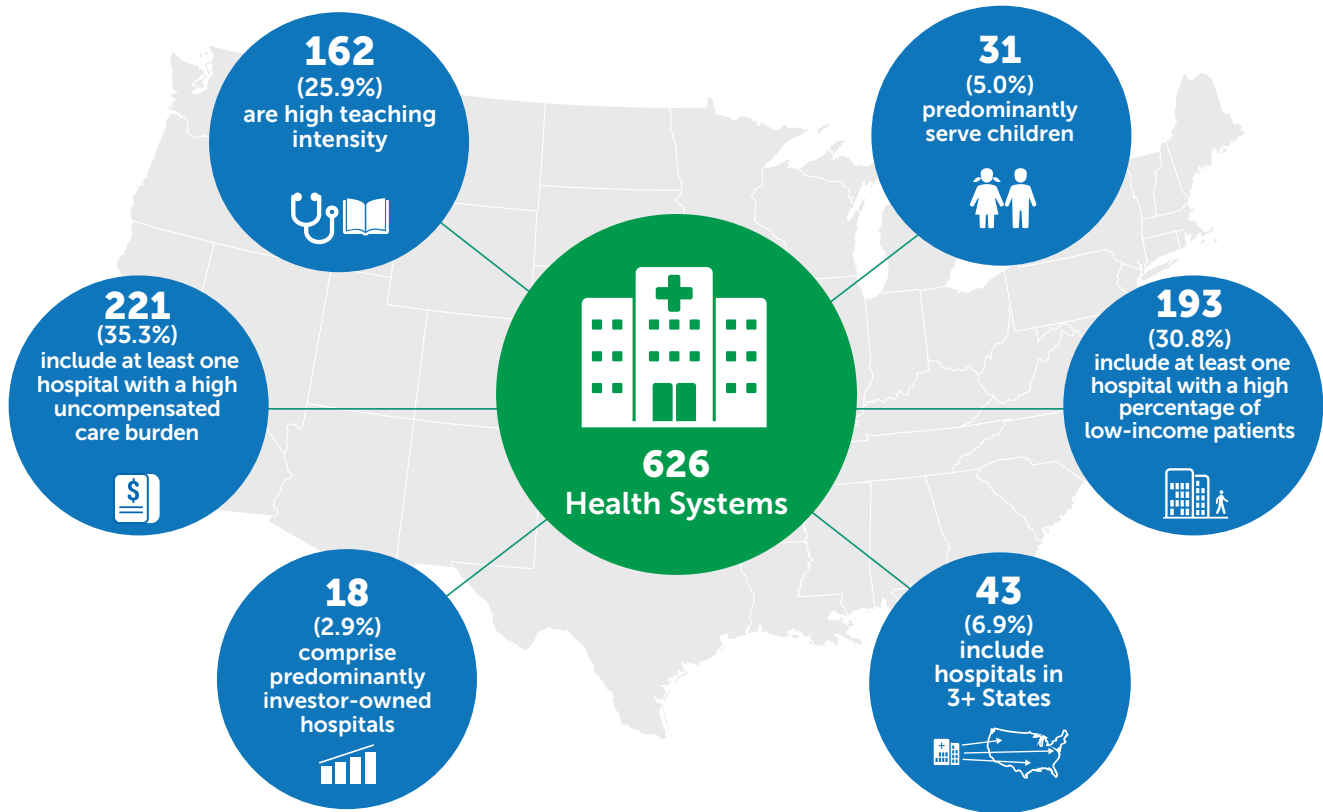 162
(25.9%)
are high teaching
intensity
31
(5.0%)
predominantly
serve children
221
(35.3%)
include at least one
hospital with a high
uncompensated
care burden
$
626
Health Systems
193
(30.8%)
include at least one
hospital with a high
percentage of
low-income patients
18
(2.9%)
comprise
predominantly
investor-owned
hospitals
43
(6.9%)
include
hospitals in
3+ States